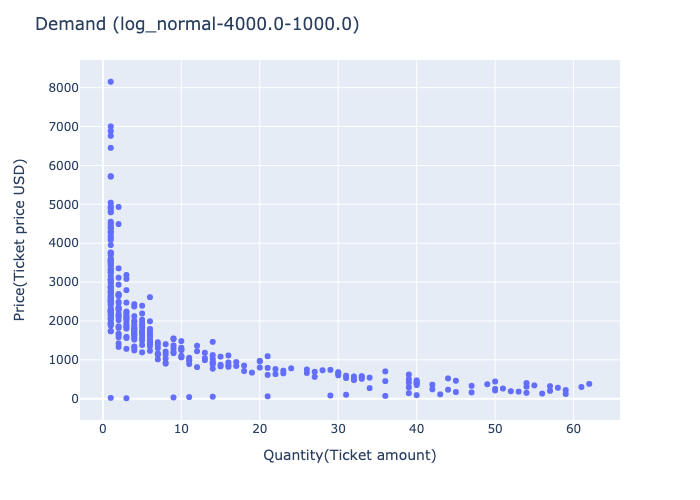 Demand (log_normal-4000.0-1000.0)
8000
7000
6000
5000
4000
3000
2000
1000
0
Price(Ticket price USD)
0 10 20 30 40 50 60
Quantity(Ticket amount)